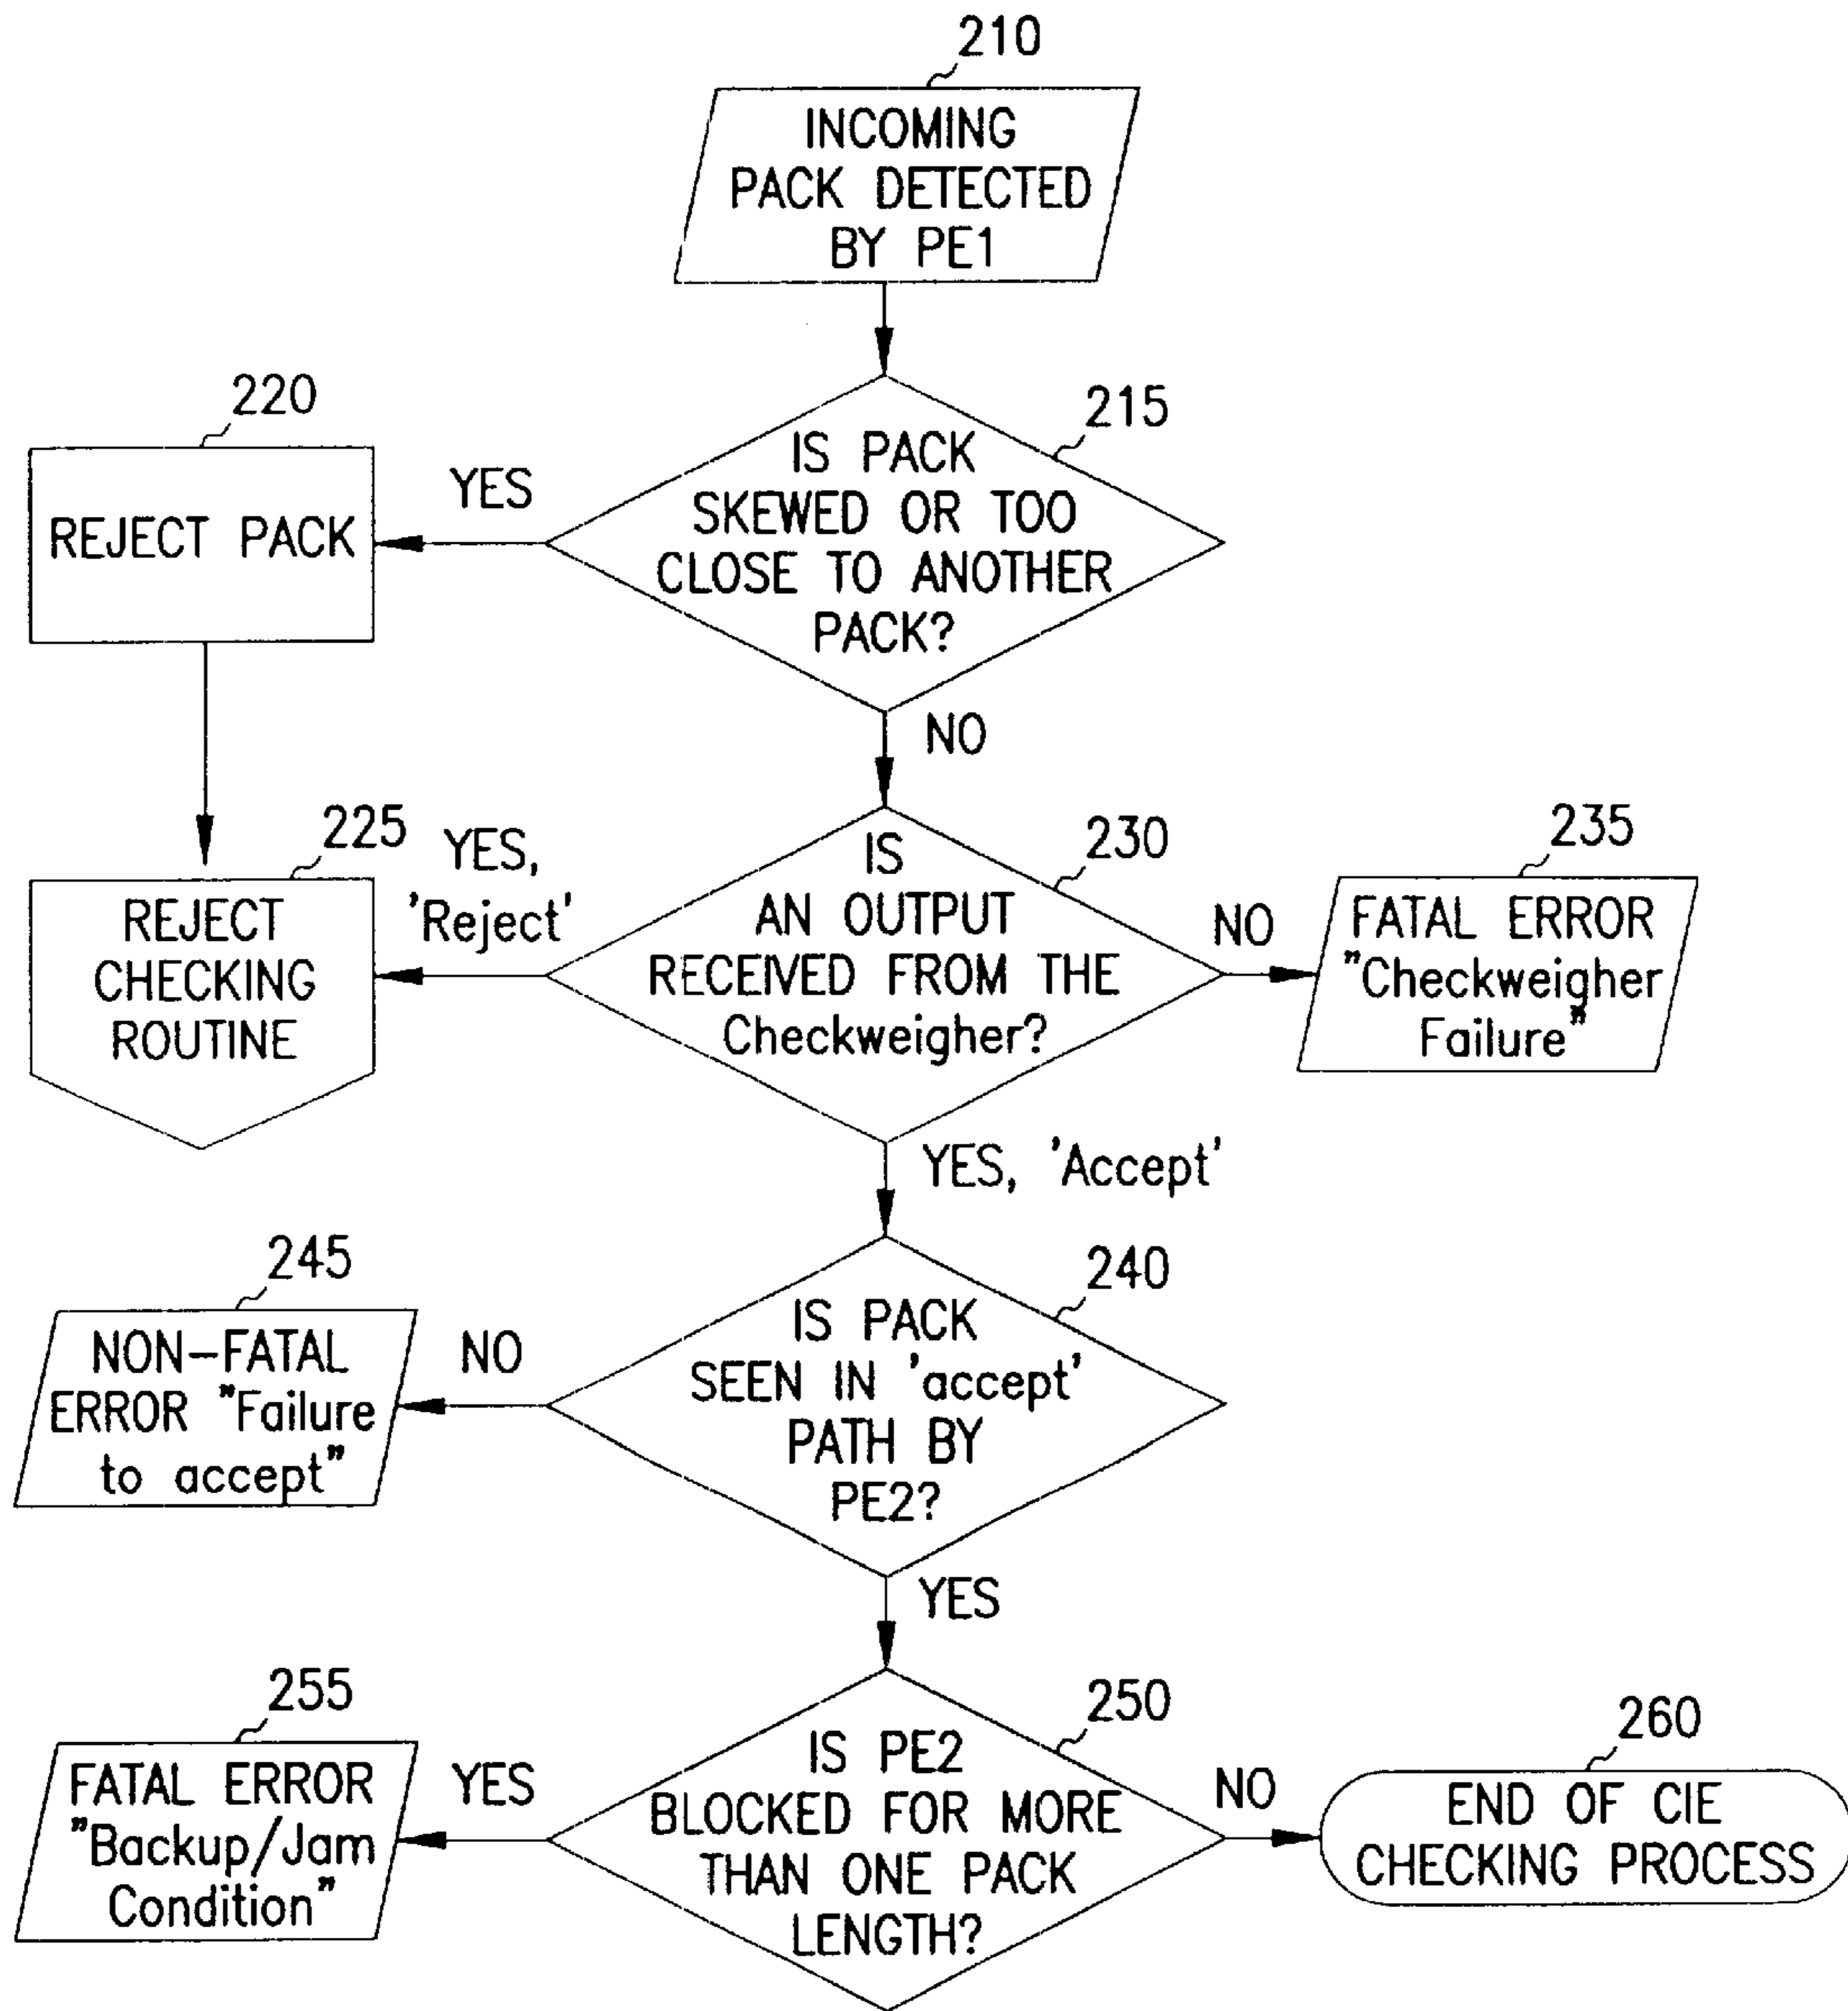 210
INCOMING
PACK DETECTED
BY PE1
215
IS PACK
SKEWED OR TOO
CLOSE TO ANOTHER
PACK?
YES
220
REJECT PACK
NO
225
REJECT
CHECKING
ROUTINE
YES,
'Reject'
230
IS
AN OUTPUT
RECEIVED FROM THE
Checkweigher?
NO
235
FATAL ERROR
"Checkweigher
Failure"
YES, 'Accept'
240
IS PACK
SEEN IN 'accept'
PATH BY
PE2?
NO
245
NON-FATAL
ERROR "Failure
to accept"
YES
250
IS PE2
BLOCKED FOR MORE
THAN ONE PACK
LENGTH?
YES
255
FATAL ERROR
"Backup/Jam
Condition"
NO
260
END OF CIE
CHECKING PROCESS